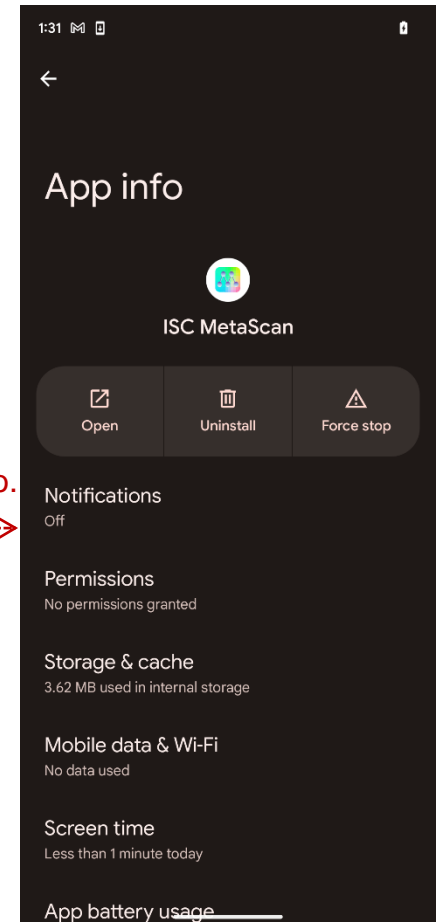 1:31
App info
ISC MetaScan
Open Uninstall Force stop
Notifications
Off
Permissions
No permissions granted
Storage & cache
3.62 MB used in internal storage
Mobile data & Wi-Fi
No data used
Screen time
Less than 1 minute today
App battery usage